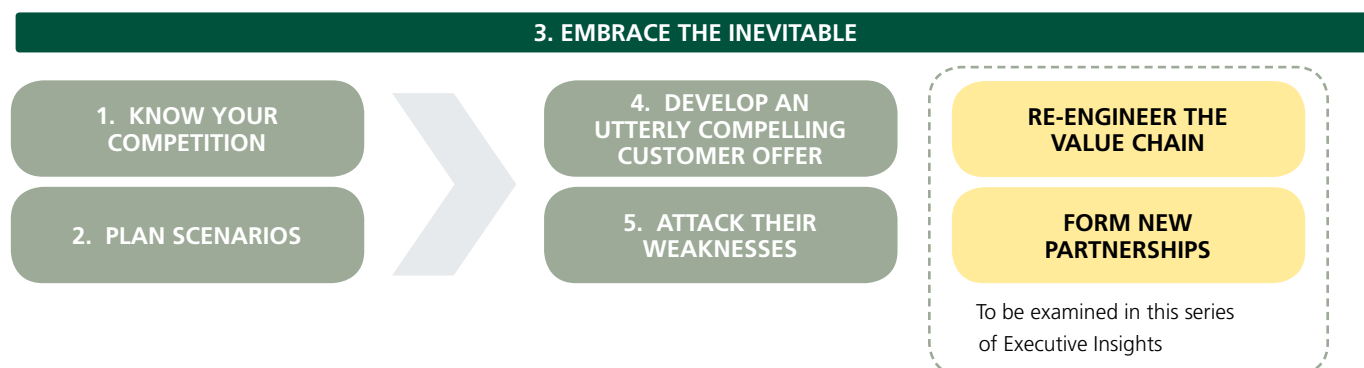 3. EMBRACE THE INEVITABLE
1. KNOW YOUR
COMPETITION
2. PLAN SCENARIOS
4. DEVELOP AN
UTTERLY COMPELLING
CUSTOMER OFFER
5. ATTACK THEIR
WEAKNESSES
RE-ENGINEER THE
VALUE CHAIN
FORM NEW
PARTNERSHIPS
To be examined in this series
of Executive Insights